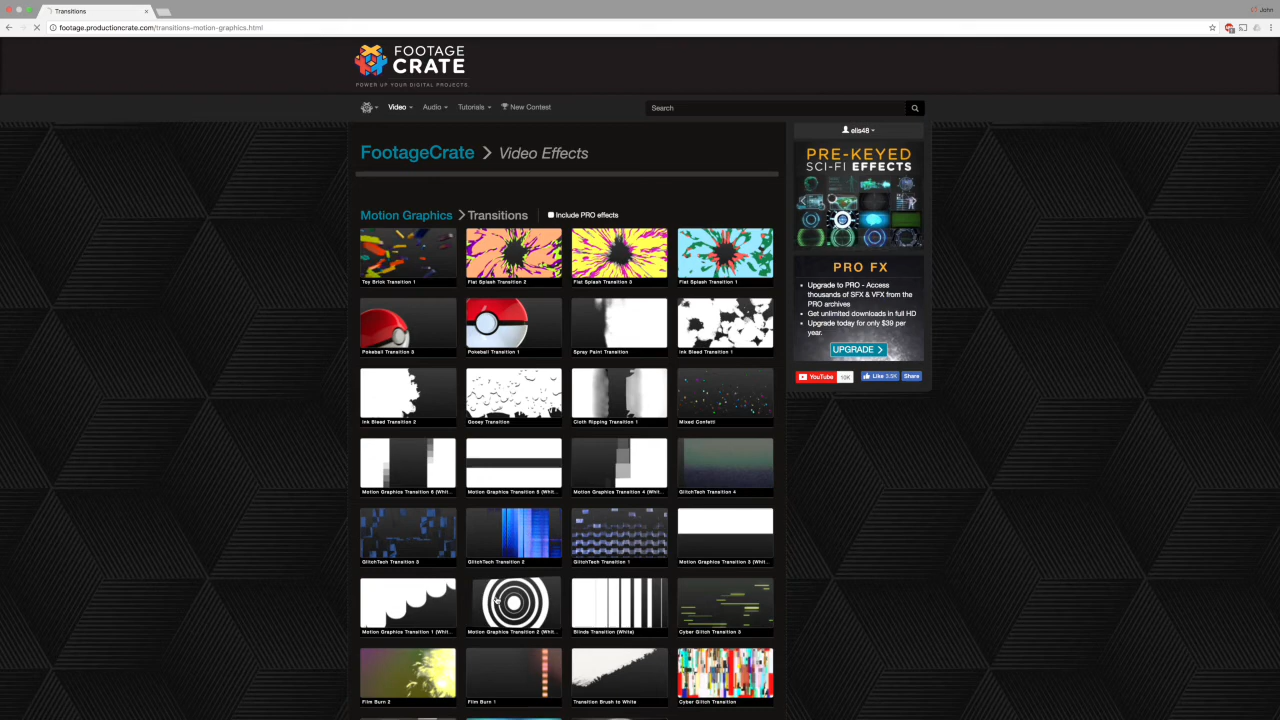 Transitions
John
footage.productioncrate.com/transitions-motion-graphics.html
FOOTAGE
CRATE
POWER UP YOUR DIGITAL PROJECTS
Video
Audio
Tutorials
New Contest
Search
elis48
FootageCrate > Video Effects
Motion Graphics > Transitions
Include PRO effects
Toy Brick Transition 1
Flat Splash Transition 2
Flat Splash Transition 3
Flat Splash Transition 1
Pokeball Transition 3
Pokeball Transition 1
Spray Paint Transition
Ink Bleed Transition 1
Ink Bleed Transition 2
Gooey Transition
Cloth Ripping Transition 1
Mixed Confetti
Motion Graphics Transition 6 (Whit...
Motion Graphics Transition 5 (Whit...
Motion Graphics Transition 4 (Whit...
GlitchTech Transition 4
GlitchTech Transition 3
GlitchTech Transition 2
GlitchTech Transition 1
Motion Graphics Transition 3 (Whit...
Motion Graphics Transition 1 (Whit...
Motion Graphics Transition 2 (Whit...
Blinds Transition (White)
Cyber Glitch Transition 3
Film Burn 2
Film Burn 1
Transition Brush to White
Cyber Glitch Transition
PRE-KEYED
SCI-FI EFFECTS
PRO FX
Upgrade to PRO - Access
thousands of SFX & VFX from the
PRO archives
Get unlimited downloads in full HD
Upgrade today for only $39 per
year.
UPGRADE >
YouTube 10K
Like 3.5K
Share